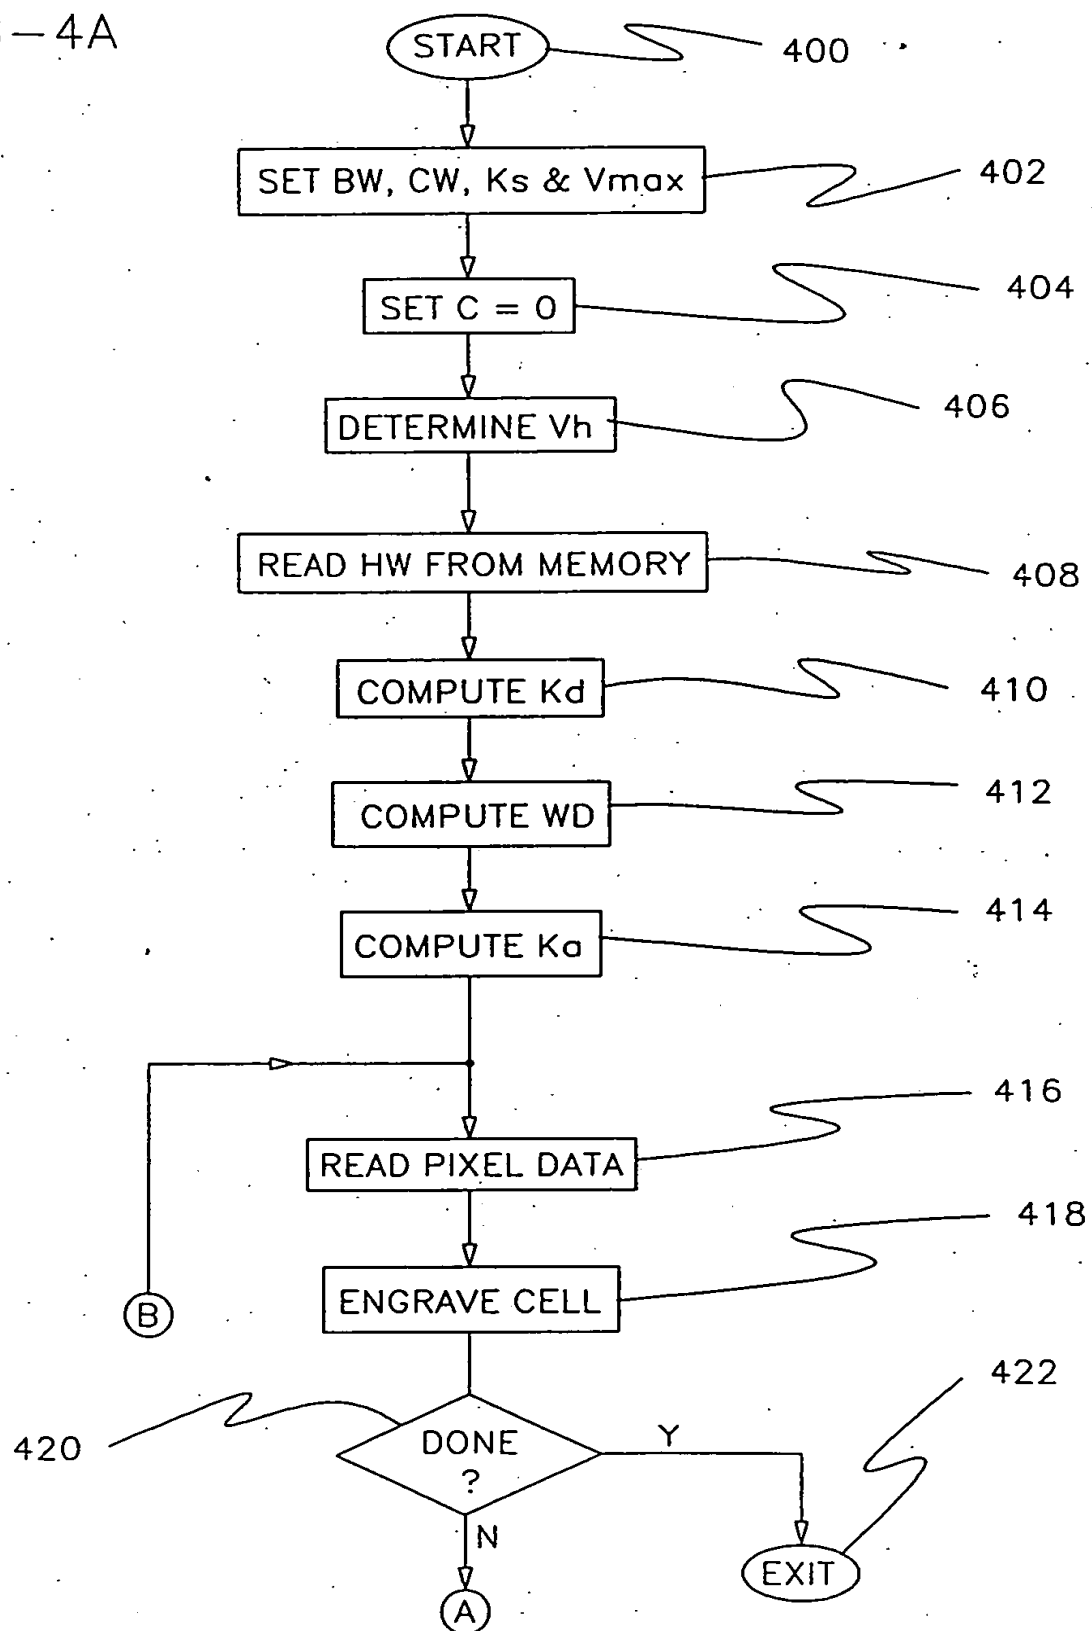 -4A
START
400
SET BW, CW, Ks & Vmax
402
SET C = 0
404
DETERMINE Vh
406
READ HW FROM MEMORY
408
COMPUTE Kd
410
COMPUTE WD
412
COMPUTE Ka
414
READ PIXEL DATA
416
ENGRAVE CELL
418
B
420
DONE
?
Y
422
N
EXIT
A